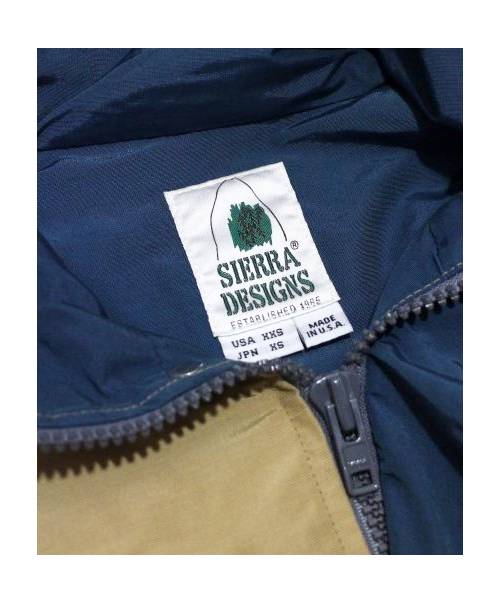 SIERRA ®
DESIGNS
ESTABLISHED 1965
USA XXS
JPN XS
MADE
IN U.S.A.